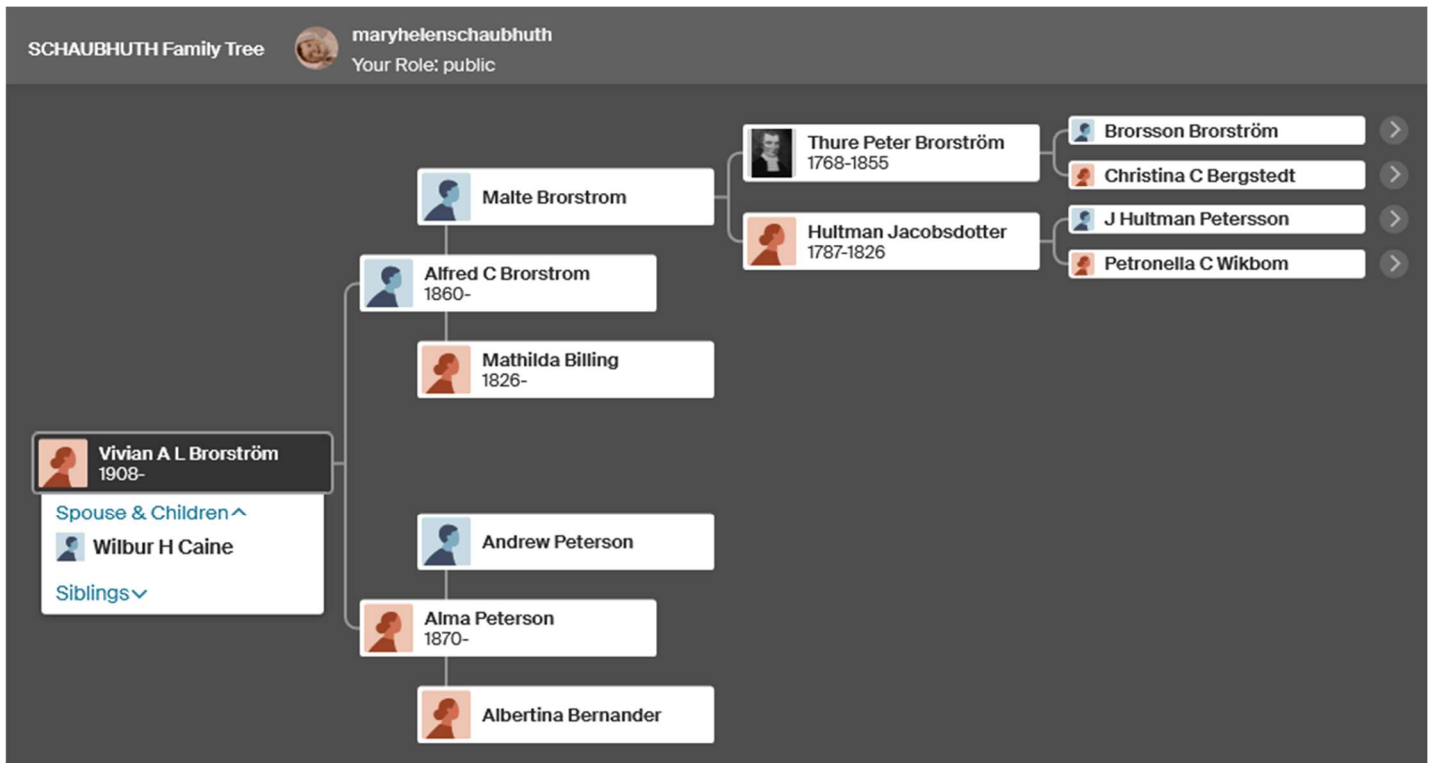 SCHAUBHUTH Family Tree
maryhelenschaubhuth
Your Role: public
Vivian A L Brorström
1908-
Spouse & Children
Wilbur H Caine
Siblings
Alfred C Brorstrom
1860-
Malte Brorstrom
Mathilda Billing
1826-
Alma Peterson
1870-
Andrew Peterson
Albertina Bernander
Thure Peter Brorström
1768-1855
Hultman Jacobsdotter
1787-1826
Brorsson Brorström
Christina C Bergstedt
J Hultman Petersson
Petronella C Wikbom